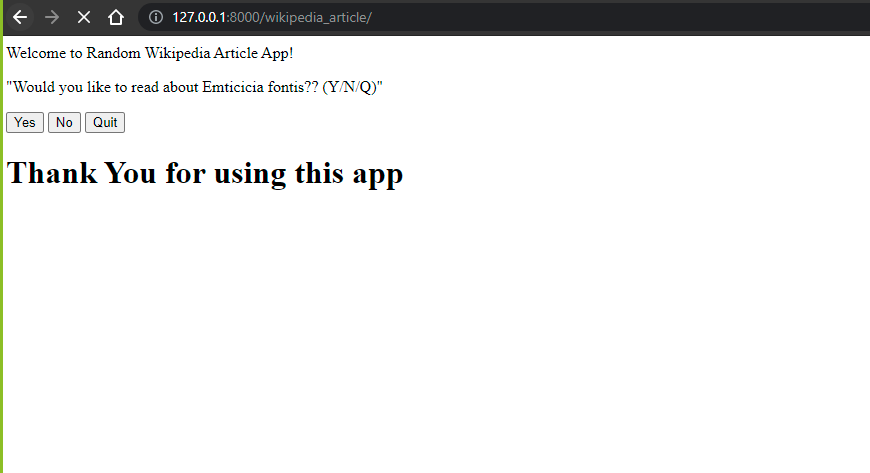 127.0.0.1:8000/wikipedia_article/
Welcome to Random Wikipedia Article App!
"Would you like to read about Emticicia fontis?? (Y/N/Q)"
Yes No Quit
Thank You for using this app